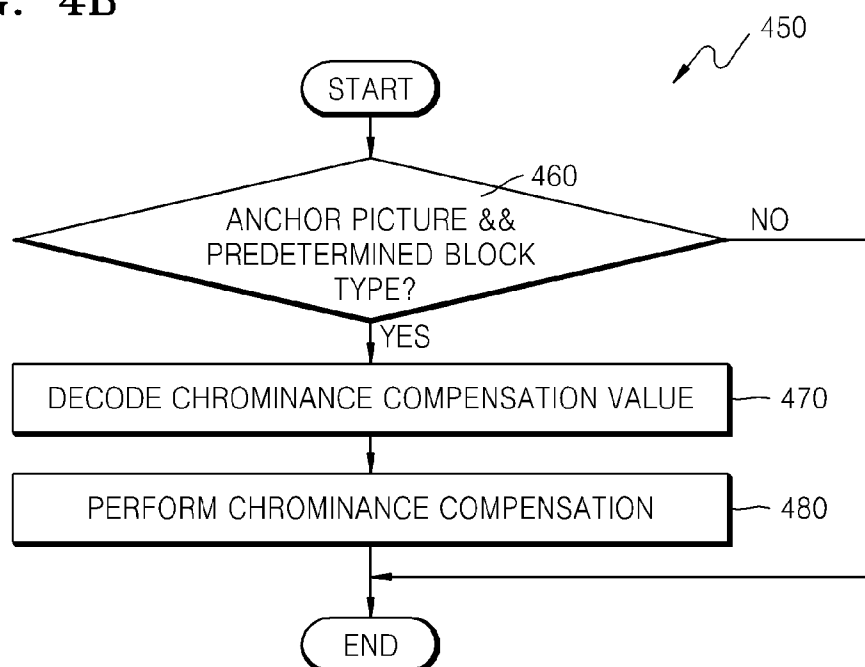 4B
450
START
460
ANCHOR PICTURE &&
PREDETERMINED BLOCK
TYPE?
NO
YES
DECODE CHROMINANCE COMPENSATION VALUE
470
PERFORM CHROMINANCE COMPENSATION
480
END